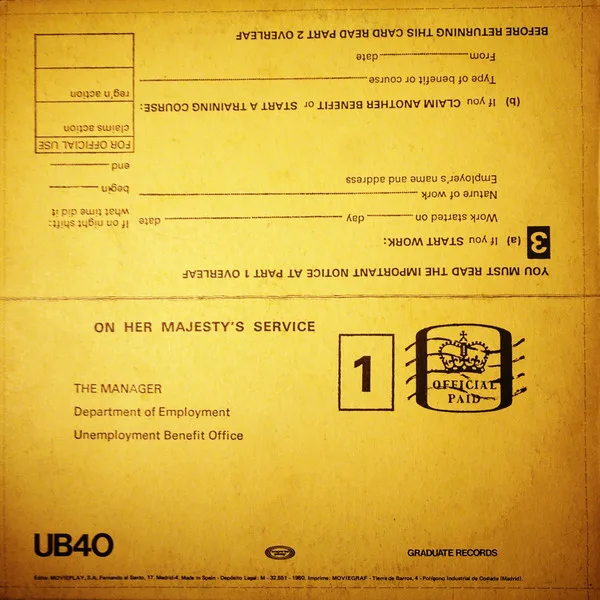 YOU MUST READ THE IMPORTANT NOTICE AT PART 1 OVERLEAF
3 (a) If you START WORK:
Work started on day date
Nature of work
Employer's name and address
If on night shift:
what time did it
begin
end
(b) If you CLAIM ANOTHER BENEFIT or START A TRAINING COURSE:
Type of benefit or course
From date
BEFORE RETURNING THIS CARD READ PART 2 OVERLEAF
FOR OFFICIAL USE
claims action
reg'n action
ON HER MAJESTY'S SERVICE
1
OFFICIAL
PAID
THE MANAGER
Department of Employment
Unemployment Benefit Office
UB40
GRADUATE RECORDS
Edita: MOVIEPLAY, S.A. Fernando el Santo, 17. Madrid-4. Made in Spain - Depósito Legal: M - 32.551 - 1980. Imprime: MOVIEGRAF - Tierra de Barros, 4 - Polígono Industrial de Coslada (Madrid).